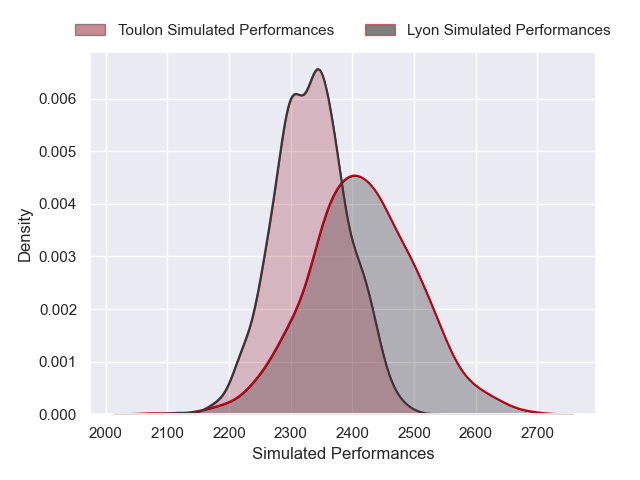 Toulon Simulated Performances
Lyon Simulated Performances
0.006
0.005
0.004
0.003
0.002
0.001
0.000
Density
2000 2100 2200 2300 2400 2500 2600 2700
Simulated Performances